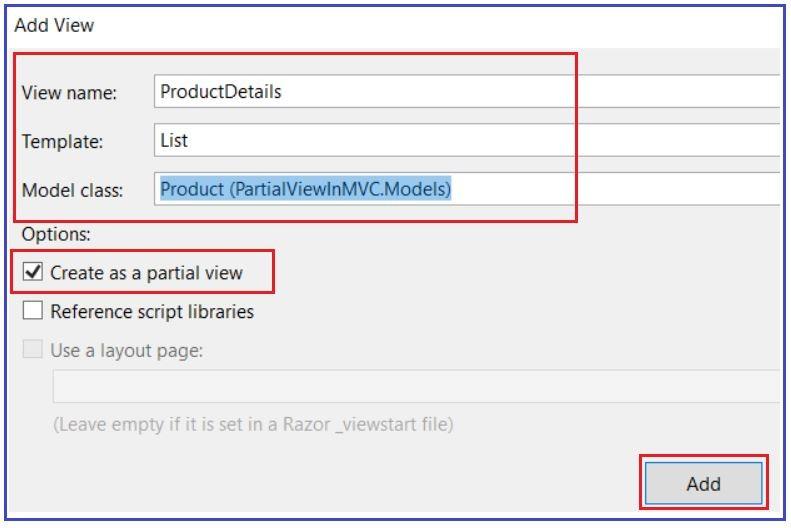 Add View
View name: ProductDetails
Template: List
Model class: Product (PartialViewInMVC.Models)
Options:
Create as a partial view
Reference script libraries
Use a layout page:
(Leave empty if it is set in a Razor _viewstart file)
Add